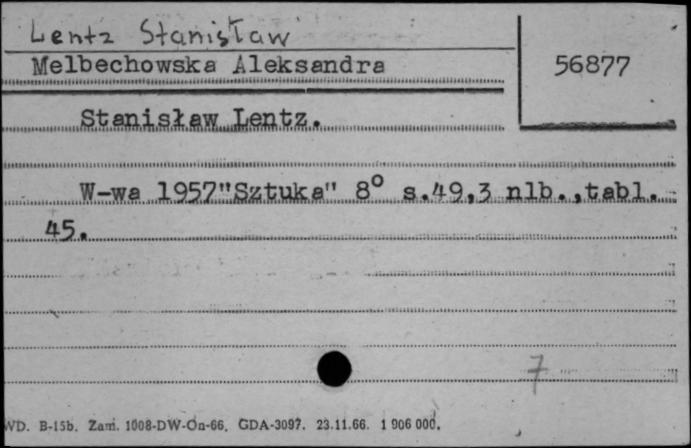 Lentz Stanisław
Melbechowska Aleksandra
56877
Stanisław Lentz.
W-wa 1957"Sztuka" 8° s.49,3 nlb.,tabl.
45.
7
WD. B-15b. Zam. 1008-DW-On-66. GDA-3097. 23.11.66. 1 906 000.